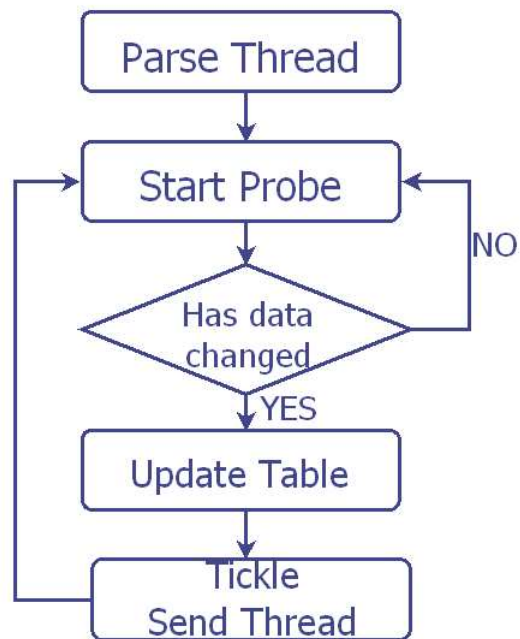 Parse Thread
Start Probe
NO
Has data
changed
YES
Update Table
Tickle
Send Thread